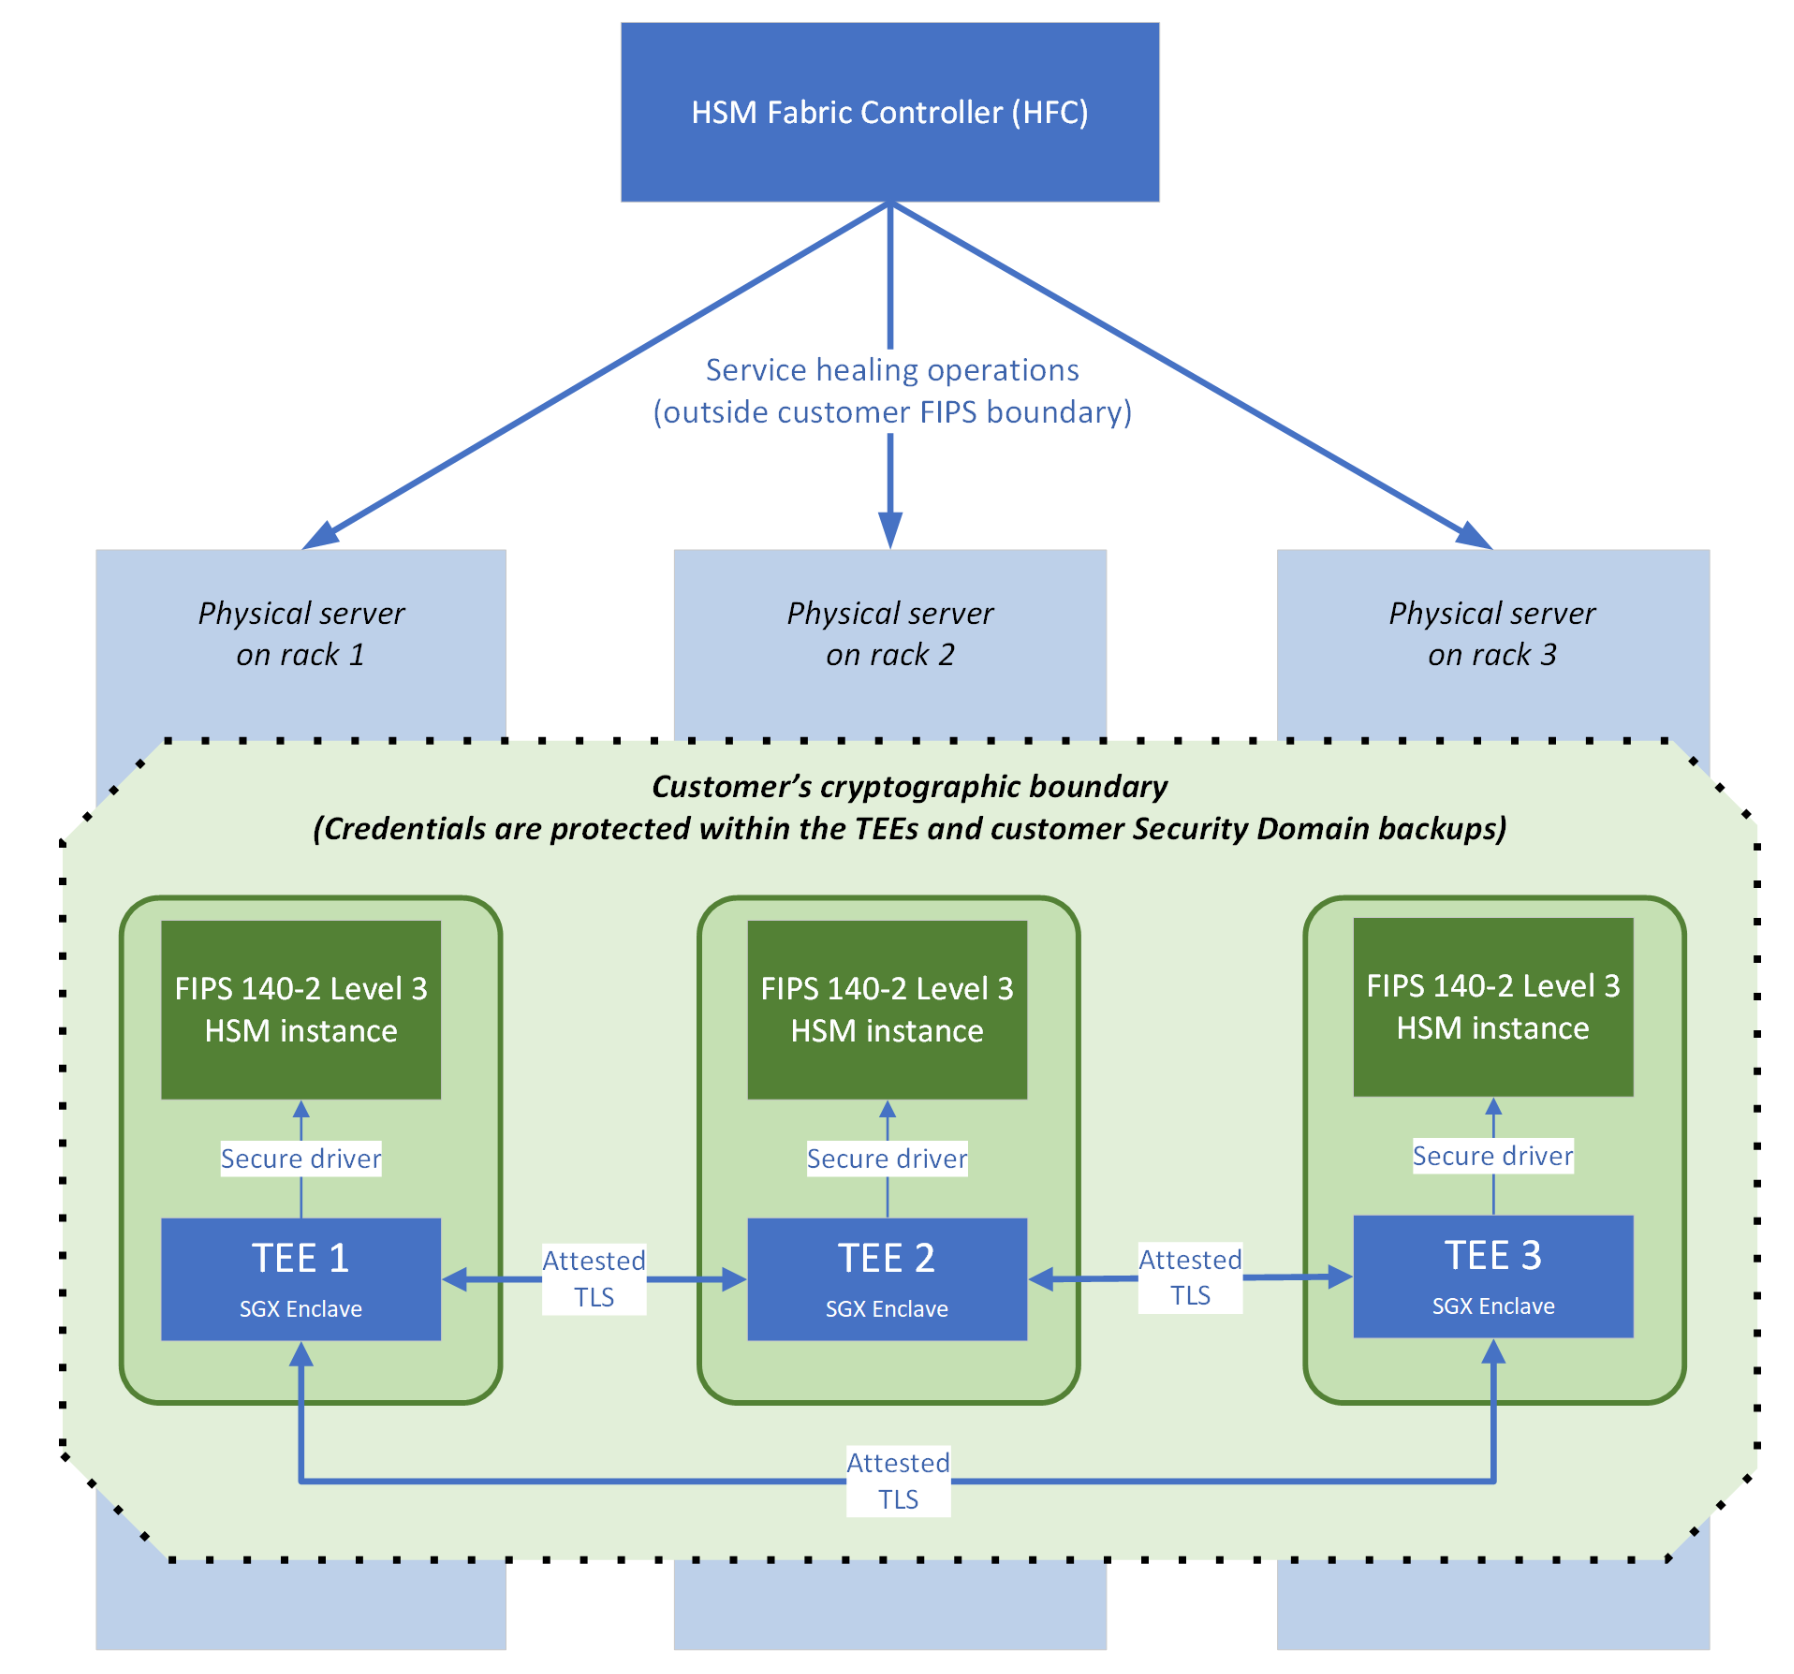 HSM Fabric Controller (HFC)
Service healing operations
(outside customer FIPS boundary)
Physical server
on rack 1
Physical server
on rack 2
Physical server
on rack 3
Customer’s cryptographic boundary
(Credentials are protected within the TEEs and customer Security Domain backups)
FIPS 140-2 Level 3
HSM instance
FIPS 140-2 Level 3
HSM instance
FIPS 140-2 Level 3
HSM instance
Secure driver
Secure driver
Secure driver
TEE 1
SGX Enclave
Attested
TLS
TEE 2
SGX Enclave
Attested
TLS
TEE 3
SGX Enclave
Attested
TLS